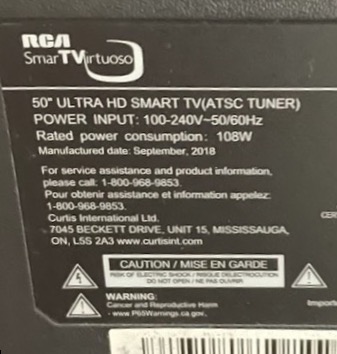 RCA
SmarTVirtuoso
50" ULTRA HD SMART TV(ATSC TUNER)
POWER INPUT: 100-240V~50/60Hz
Rated power consumption: 108W
Manufactured date: September, 2018
For service assistance and product information,
please call: 1-800-968-9853.
Pour obtenir assistance et information appelez:
1-800-968-9853.
Curtis International Ltd.
7045 BECKETT DRIVE, UNIT 15, MISSISSAUGA,
ON, L5S 2A3 www.curtisint.com
CER
CAUTION / MISE EN GARDE
RISK OF ELECTRIC SHOCK / RISQUE D'ELECTROCUTION
DO NOT OPEN / NE PAS OUVRIR
WARNING:
Cancer and Reproductive Harm
- www.P65Warnings.ca.gov.
Importe